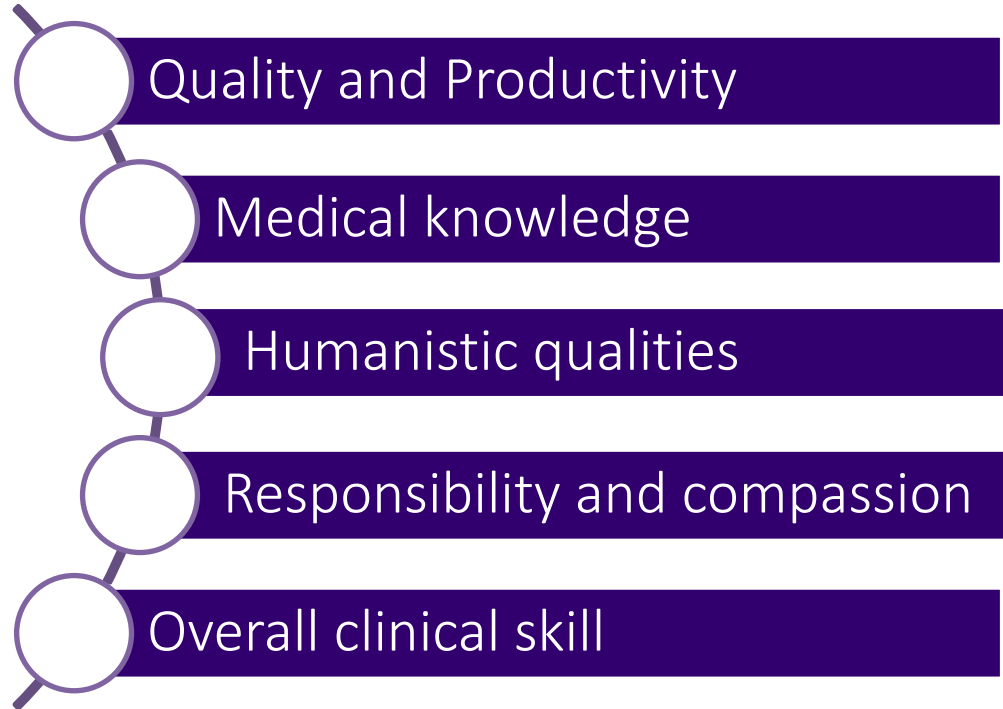 Quality and Productivity
Medical knowledge
Humanistic qualities
Responsibility and compassion
Overall clinical skill